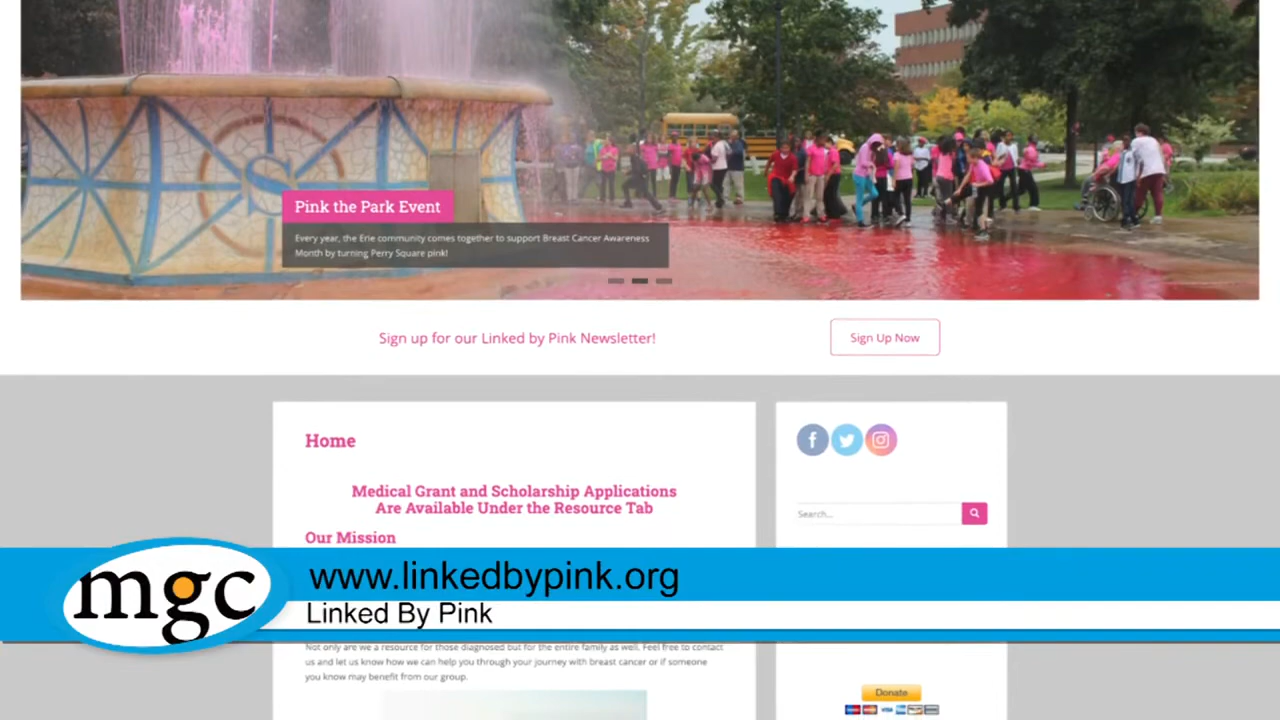 S
Pink the Park Event
Every year, the Erie community comes together to support Breast Cancer Awareness
Month by turning Perry Square pink!
Sign up for our Linked by Pink Newsletter!
Sign Up Now
Home
Medical Grant and Scholarship Applications
Are Available Under the Resource Tab
Our Mission
Search...
mgc
www.linkedbypink.org
Linked By Pink
Not only are we a resource for those diagnosed but for the entire family as well. Feel free to contact
us and let us know how we can help you through your journey with breast cancer or if someone
you know may benefit from our group.
Donate
VISA